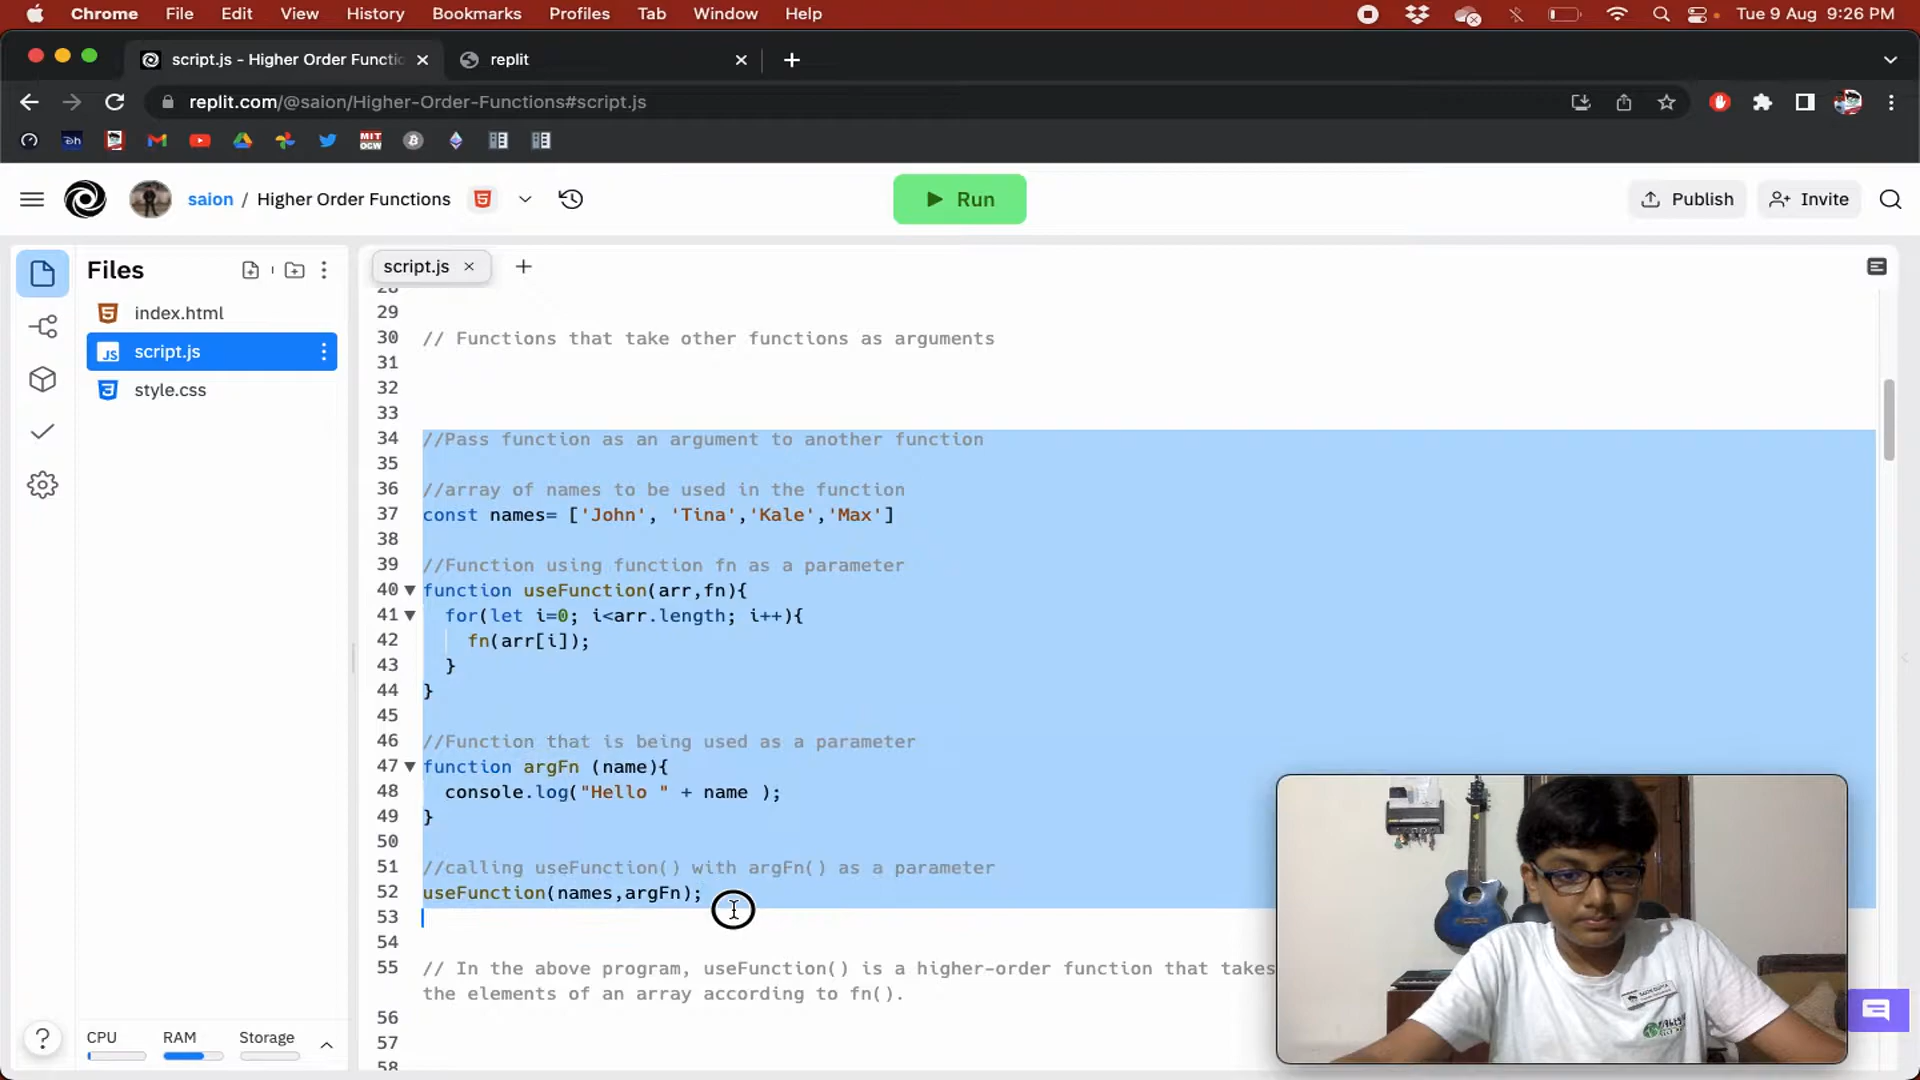 Chrome File Edit View History Bookmarks Profiles Tab Window Help Tue 9 Aug 9:26 PM
script.js - Higher Order Functi
replit
replit.com/@saion/Higher-Order-Functions#script.js
MIT OCW
saion / Higher Order Functions
Run
Publish
Invite
Files
index.html
script.js
style.css
script.js
28
29
30 // Functions that take other functions as arguments
31
32
33
34 //Pass function as an argument to another function
35
36 //array of names to be used in the function
37 const names= ['John', 'Tina','Kale','Max']
38
39 //Function using function fn as a parameter
40 function useFunction(arr,fn){
41 for(let i=0; i<arr.length; i++){
42 fn(arr[i]);
43 }
44 }
45
46 //Function that is being used as a parameter
47 function argFn (name){
48 console.log("Hello " + name );
49 }
50
51 //calling useFunction() with argFn() as a parameter
52 useFunction(names,argFn);
53
54
55 // In the above program, useFunction() is a higher-order function that takes
the elements of an array according to fn().
56
57
58
CPU RAM Storage